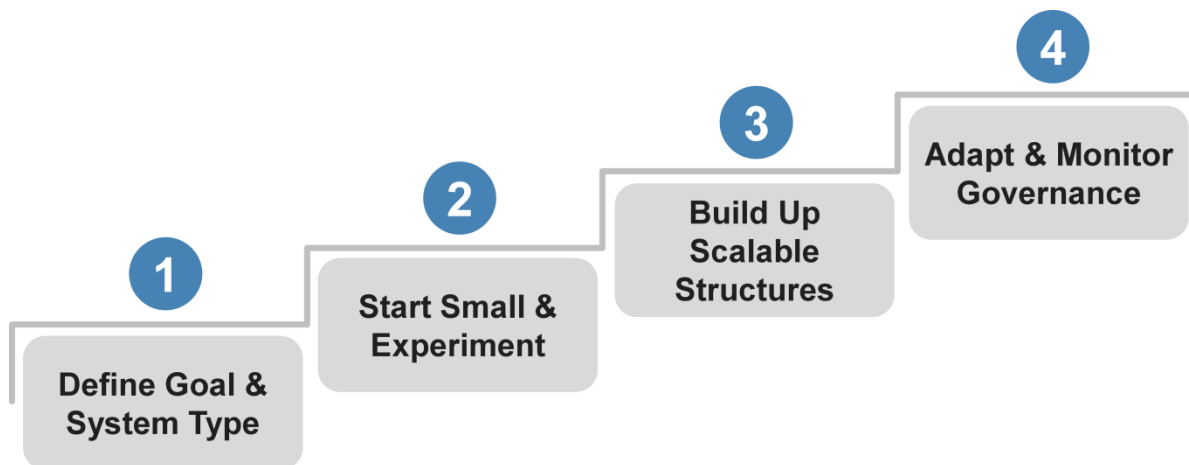 1
Define Goal &
System Type
2
Start Small &
Experiment
3
Build Up
Scalable
Structures
4
Adapt & Monitor
Governance